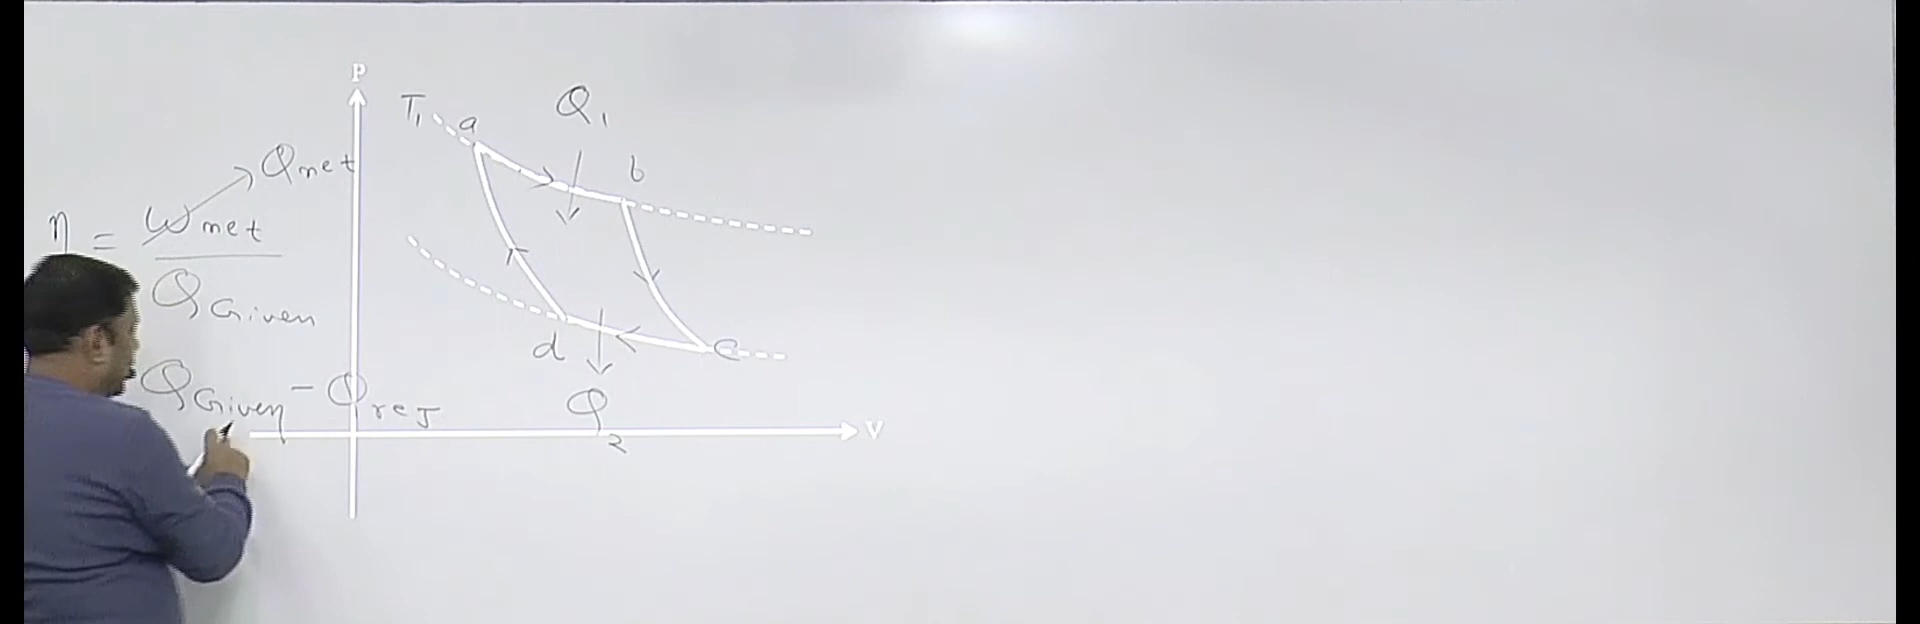 P
T₁ a Q₁
b
Qnet
η = Wnet
QGiven
d c
QGiven - Qrej
Q₂
V